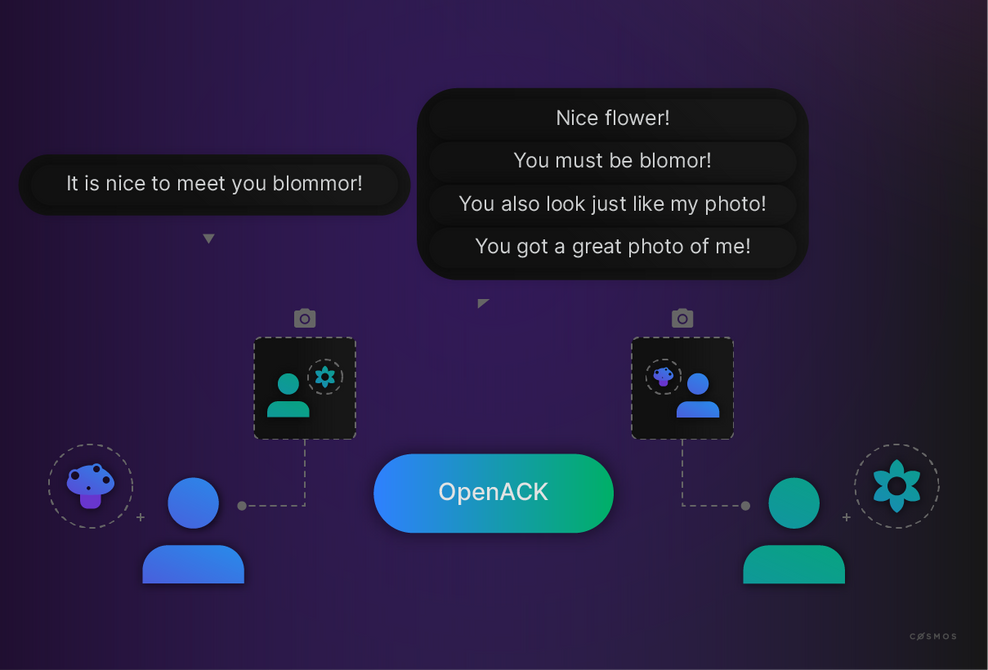 It is nice to meet you blommor!
Nice flower!
You must be blomor!
You also look just like my photo!
You got a great photo of me!
OpenACK
CØSMOS